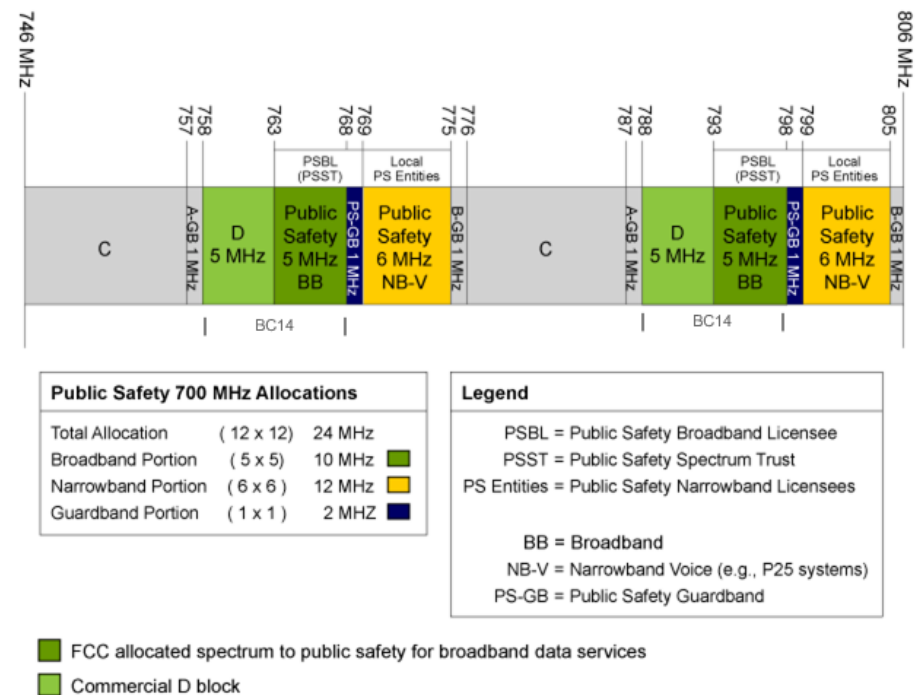 746 MHz
757
758
763
768
769
775
776
787
788
793
798
799
805
806 MHz
PSBL
(PSST)
Local
PS Entities
PSBL
(PSST)
Local
PS Entities
C
A-GB 1 MHz
D
5 MHz
Public
Safety
5 MHz
BB
PS-GB 1 MHz
Public
Safety
6 MHz
NB-V
B-GB 1 MHz
C
A-GB 1 MHz
D
5 MHz
Public
Safety
5 MHz
BB
PS-GB 1 MHz
Public
Safety
6 MHz
NB-V
B-GB 1 MHz
BC14
BC14
Public Safety 700 MHz Allocations
Total Allocation ( 12 x 12) 24 MHz
Broadband Portion ( 5 x 5) 10 MHz
Narrowband Portion ( 6 x 6 ) 12 MHz
Guardband Portion ( 1 x 1 ) 2 MHZ
Legend
PSBL = Public Safety Broadband Licensee
PSST = Public Safety Spectrum Trust
PS Entities = Public Safety Narrowband Licensees
BB = Broadband
NB-V = Narrowband Voice (e.g., P25 systems)
PS-GB = Public Safety Guardband
FCC allocated spectrum to public safety for broadband data services
Commercial D block